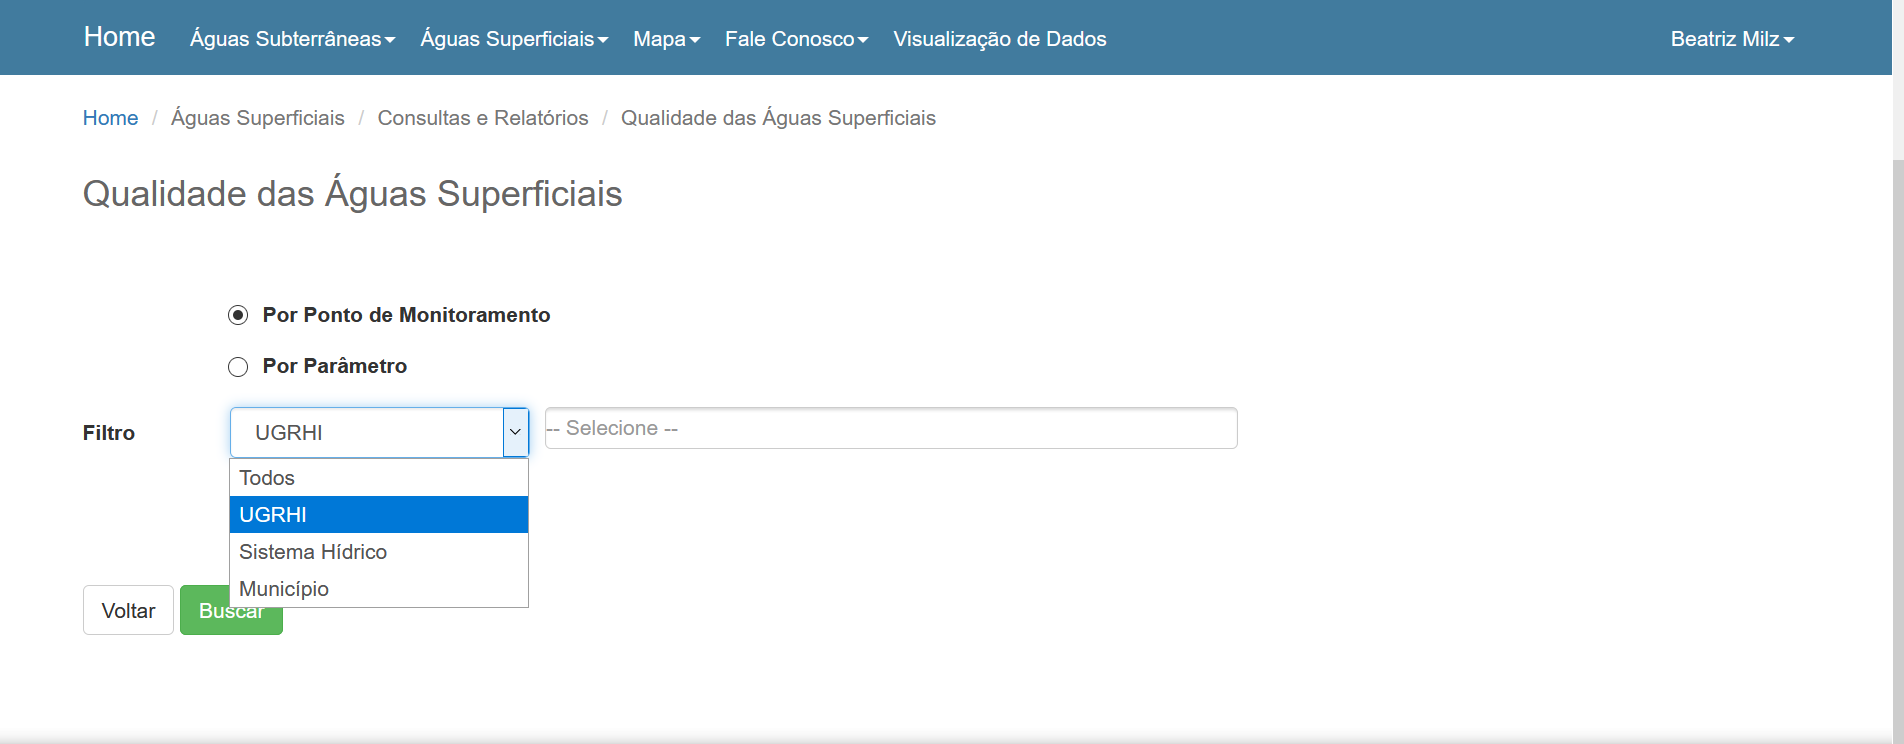 Home Águas Subterrâneas Águas Superficiais Mapa Fale Conosco Visualização de Dados Beatriz Milz
Home / Águas Superficiais / Consultas e Relatórios / Qualidade das Águas Superficiais
Qualidade das Águas Superficiais
Por Ponto de Monitoramento
Por Parâmetro
Filtro UGRHI -- Selecione --
Todos
UGRHI
Sistema Hídrico
Município
Voltar Buscar